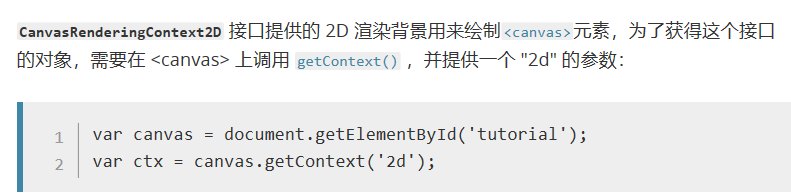 CanvasRenderingContext2D 接口提供的 2D 渲染背景用来绘制<canvas>元素，为了获得这个接口
的对象，需要在 <canvas> 上调用 getContext() ，并提供一个 "2d" 的参数：
1 var canvas = document.getElementById('tutorial');
2 var ctx = canvas.getContext('2d');